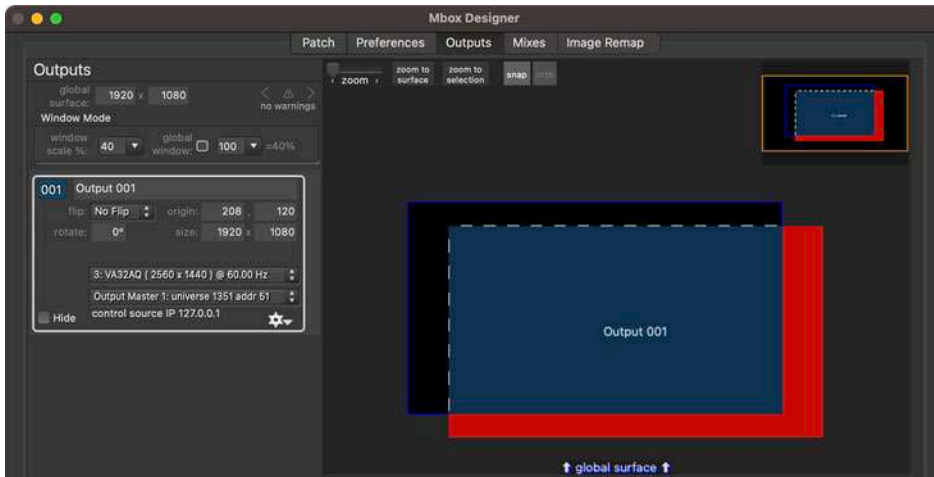 Mbox Designer
Patch Preferences Outputs Mixes Image Remap
Outputs
global surface: 1920 x 1080
no warnings
Window Mode
window scale %: 40
global window: 100 =40%
zoom
zoom to surface
zoom to selection
snap
orth
001 Output 001
flip: No Flip origin: 208 , 120
rotate: 0° size: 1920 x 1080
3: VA32AQ ( 2560 x 1440 ) @ 60.00 Hz
Output Master 1: universe 1351 addr 51
Hide control source IP 127.0.0.1
Output 001
global surface